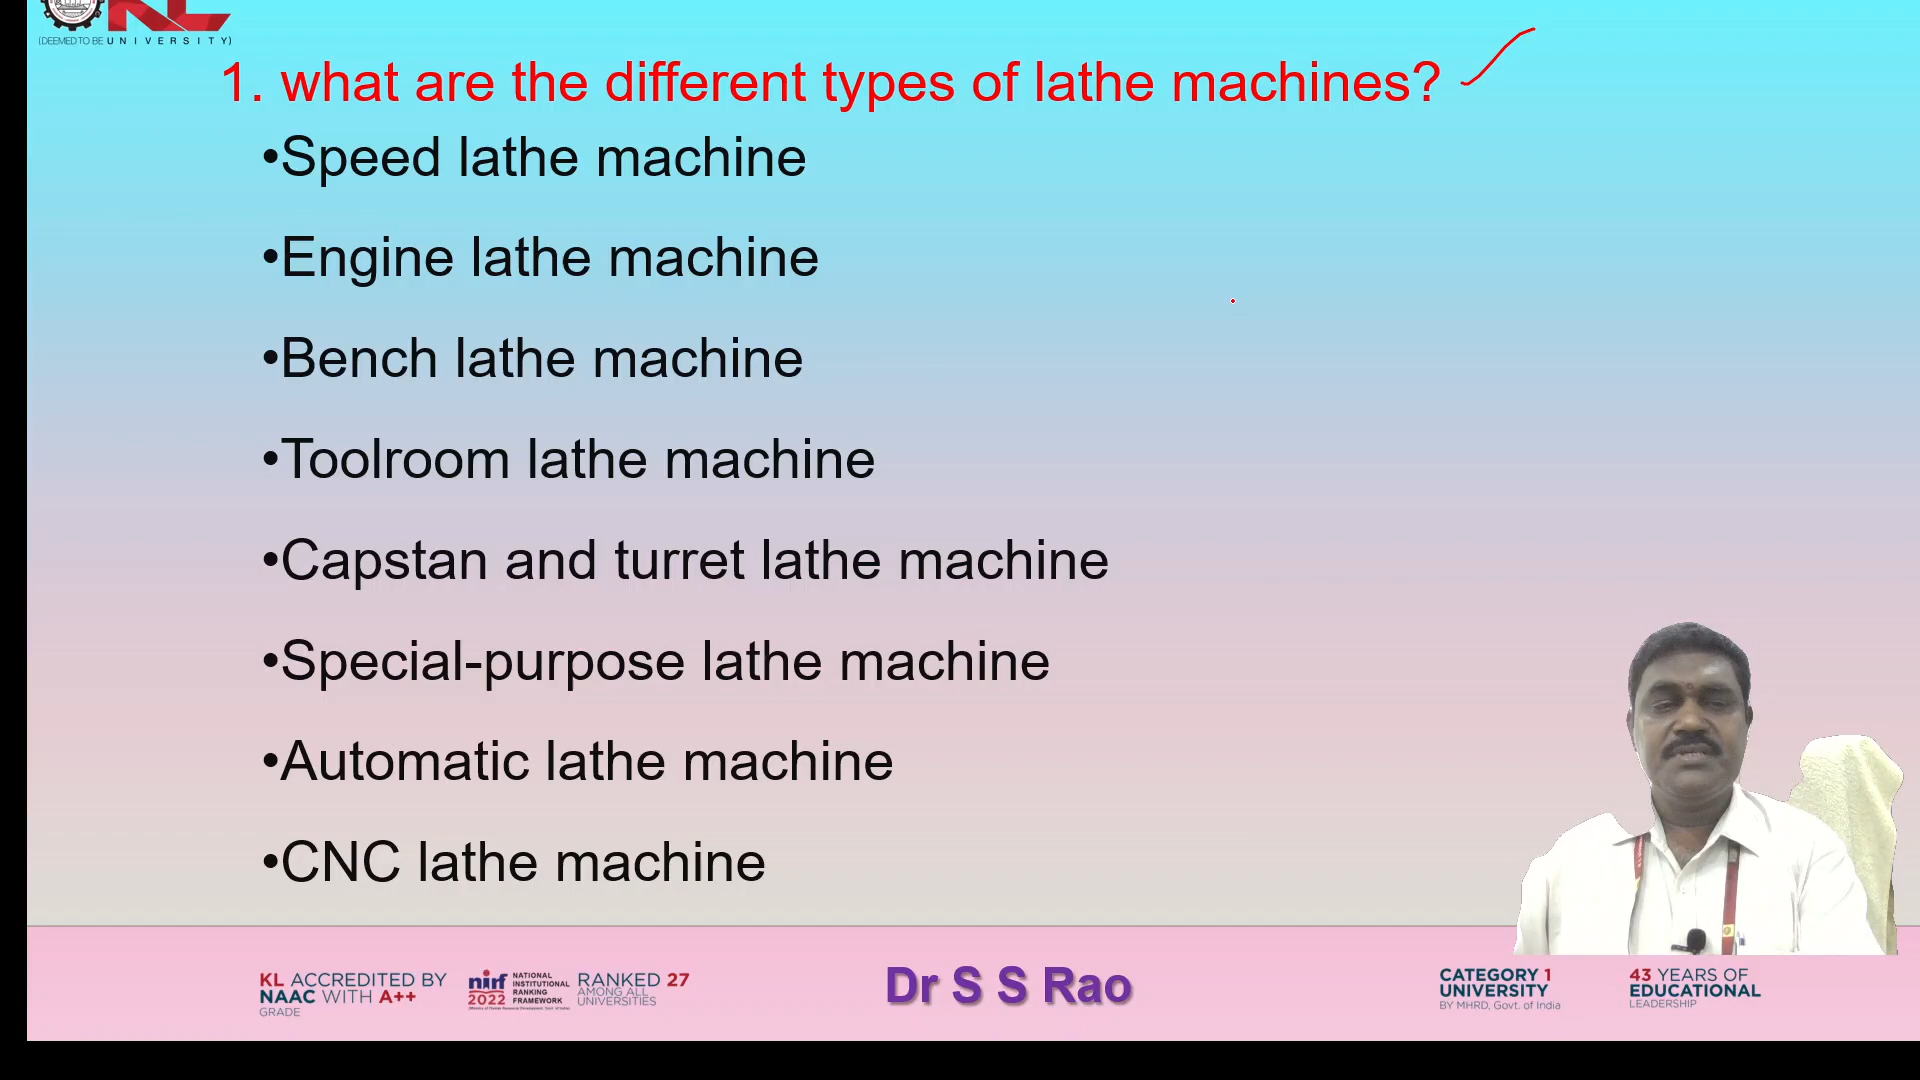 KL
(DEEMED TO BE UNIVERSITY)
1. what are the different types of lathe machines?
•Speed lathe machine
•Engine lathe machine
•Bench lathe machine
•Toolroom lathe machine
•Capstan and turret lathe machine
•Special-purpose lathe machine
•Automatic lathe machine
•CNC lathe machine
KL ACCREDITED BY
NAAC WITH A++
GRADE
nirf
2022
NATIONAL
INSTITUTIONAL
RANKING
FRAMEWORK
RANKED 27
AMONG ALL
UNIVERSITIES
Dr S S Rao
CATEGORY 1
UNIVERSITY
BY MHRD, Govt. of India
43 YEARS OF
EDUCATIONAL
LEADERSHIP